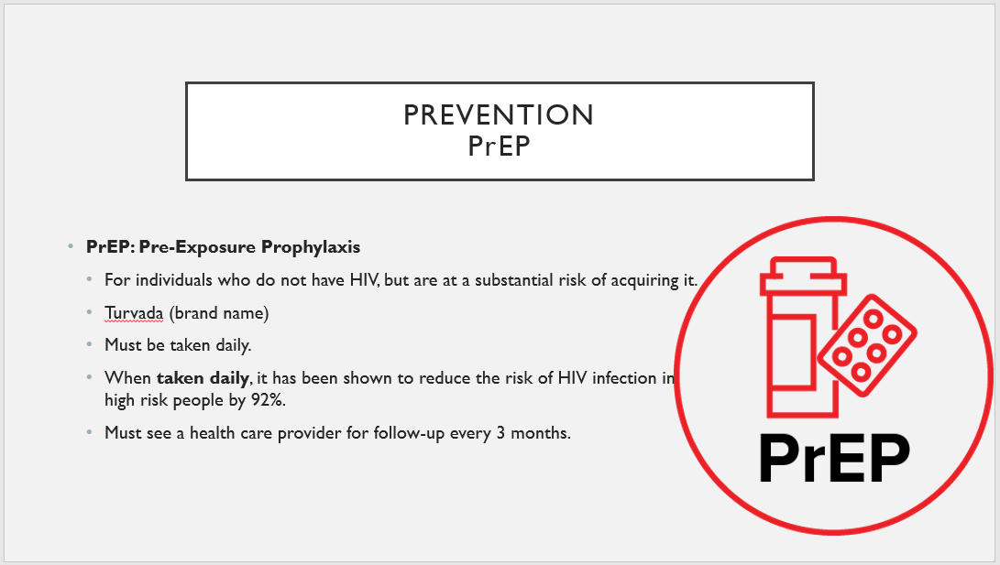 PREVENTION
PrEP
PrEP: Pre-Exposure Prophylaxis
For individuals who do not have HIV, but are at a substantial risk of acquiring it.
Turvada (brand name)
Must be taken daily.
When taken daily, it has been shown to reduce the risk of HIV infection in
high risk people by 92%.
Must see a health care provider for follow-up every 3 months.
PrEP